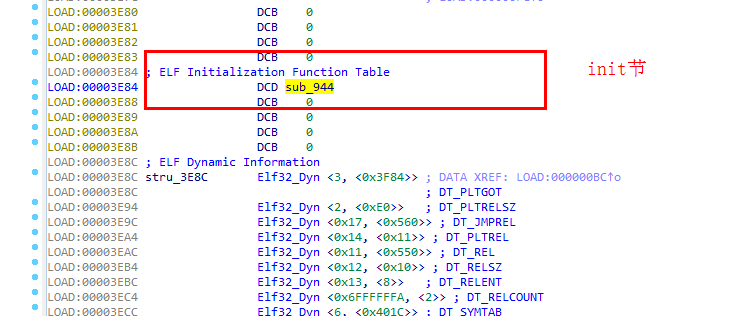 LOAD:00003E80 DCB 0
LOAD:00003E81 DCB 0
LOAD:00003E82 DCB 0
LOAD:00003E83 DCB 0
LOAD:00003E84 ; ELF Initialization Function Table
init节
LOAD:00003E84 DCD sub_944
LOAD:00003E88 DCB 0
LOAD:00003E89 DCB 0
LOAD:00003E8A DCB 0
LOAD:00003E8B DCB 0
LOAD:00003E8C ; ELF Dynamic Information
LOAD:00003E8C stru_3E8C Elf32_Dyn <3, <0x3F84>> ; DATA XREF: LOAD:000000BC↑o
LOAD:00003E8C ; DT_PLTGOT
LOAD:00003E94 Elf32_Dyn <2, <0xE0>> ; DT_PLTRELSZ
LOAD:00003E9C Elf32_Dyn <0x17, <0x560>> ; DT_JMPREL
LOAD:00003EA4 Elf32_Dyn <0x14, <0x11>> ; DT_PLTREL
LOAD:00003EAC Elf32_Dyn <0x11, <0x550>> ; DT_REL
LOAD:00003EB4 Elf32_Dyn <0x12, <0x10>> ; DT_RELSZ
LOAD:00003EBC Elf32_Dyn <0x13, <8>> ; DT_RELENT
LOAD:00003EC4 Elf32_Dyn <0x6FFFFFFA, <2>> ; DT_RELCOUNT
LOAD:00003ECC Elf32_Dyn <6, <0x401C>> ; DT_SYMTAB